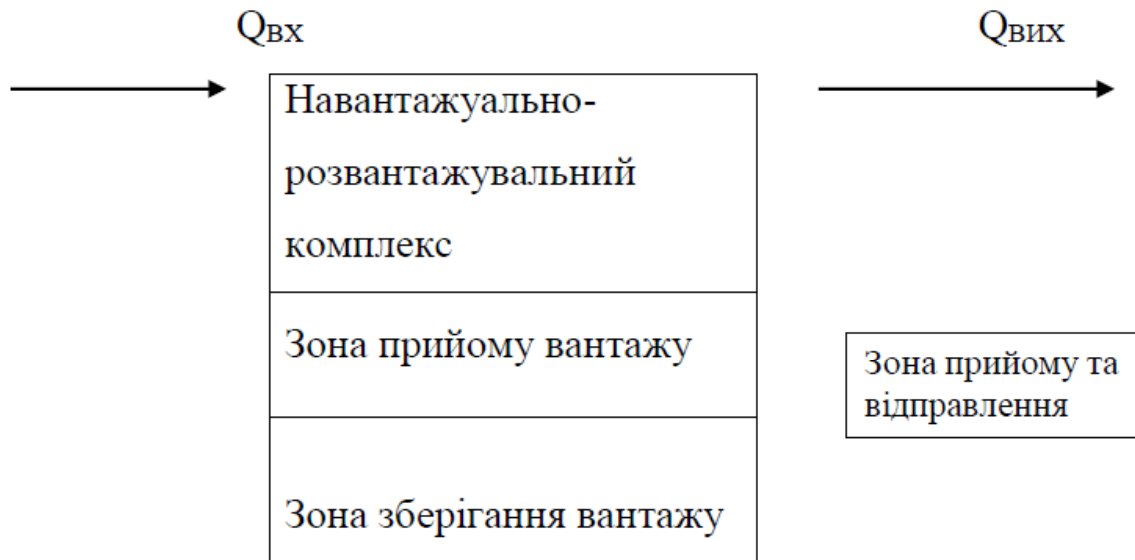 Qвх
Qвих
Навантажуально-
розвантажувальний
комплекс
Зона прийому вантажу
Зона прийому та
відправлення
Зона зберігання вантажу